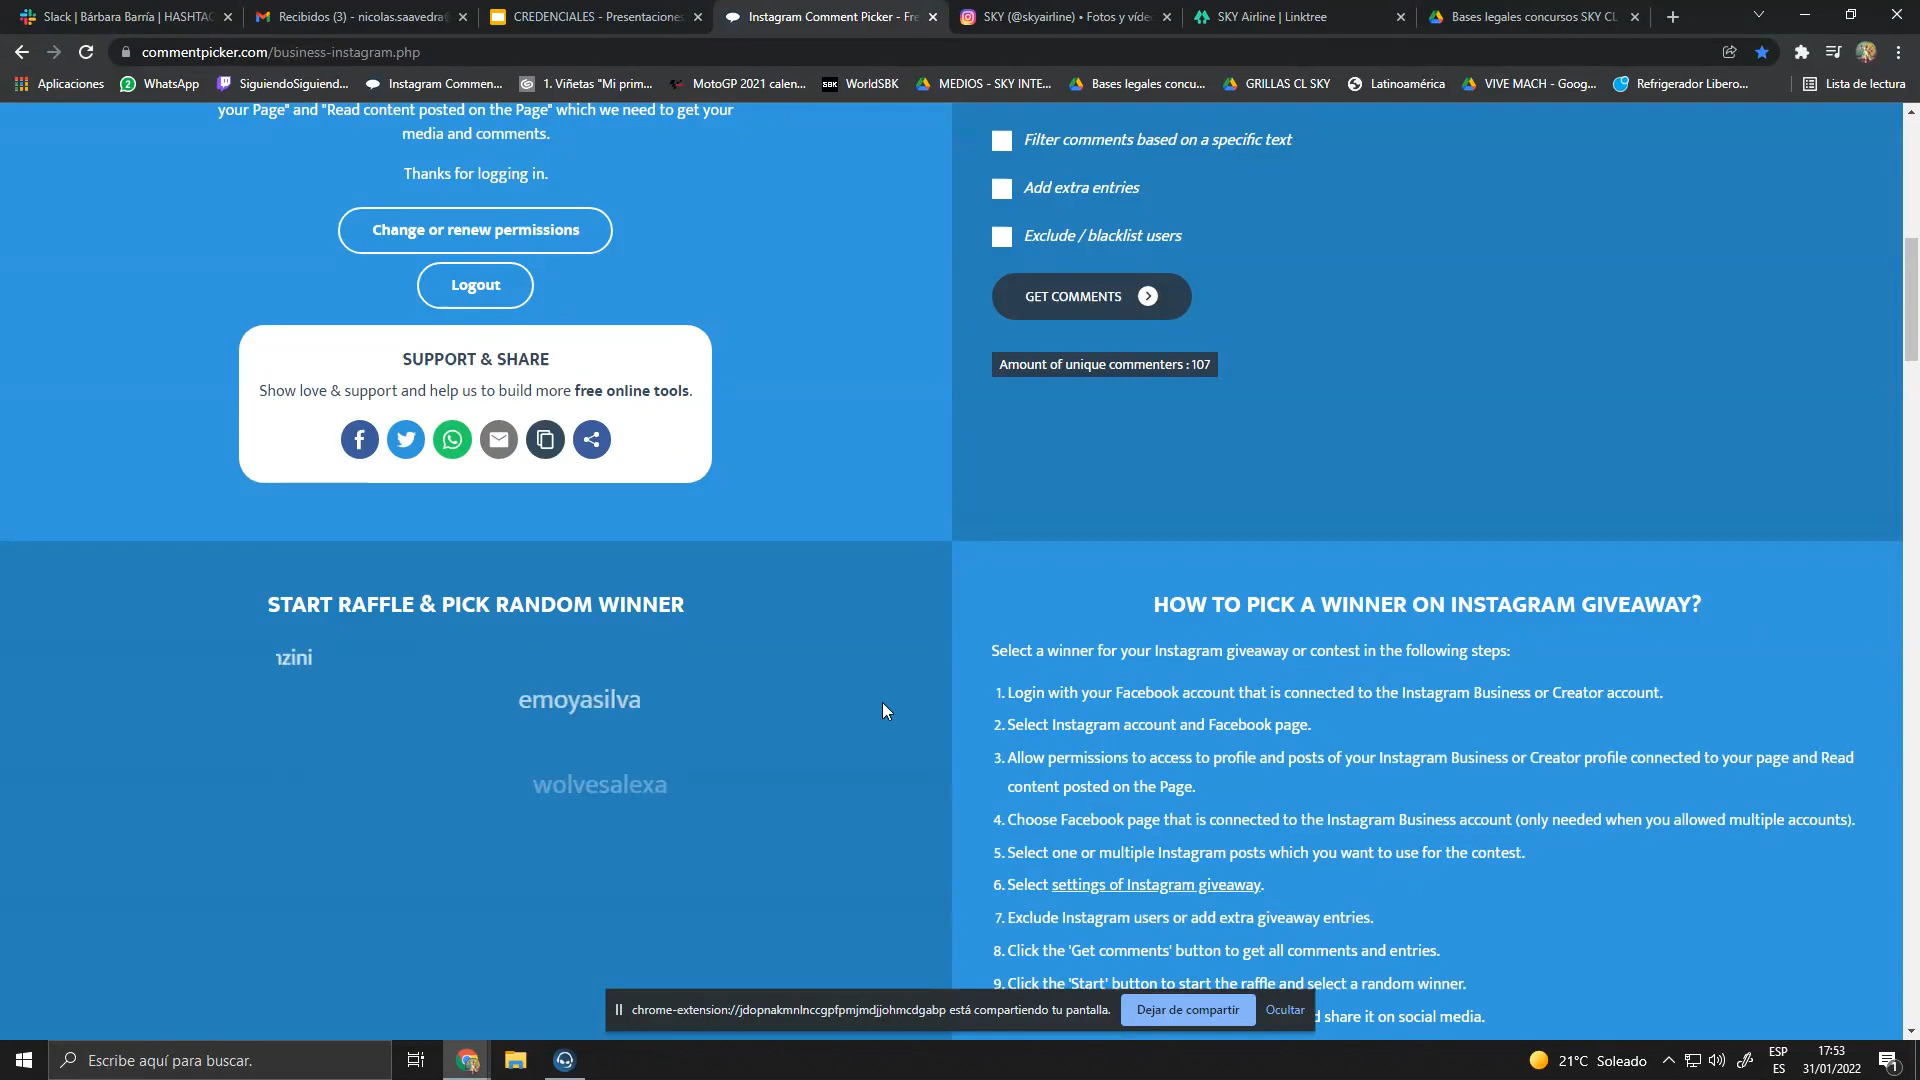 Slack | Bárbara Barría | HASHTAG
Recibidos (3) - nicolas.saavedra@
CREDENCIALES - Presentaciones
Instagram Comment Picker - Fre
SKY (@skyairline) • Fotos y víde
SKY Airline | Linktree
Bases legales concursos SKY CL
commentpicker.com/business-instagram.php
Aplicaciones
WhatsApp
SiguiendoSiguiend...
Instagram Commen...
1. Viñetas "Mi prim...
MotoGP 2021 calen...
SBK
WorldSBK
MEDIOS - SKY INTE...
Bases legales concu...
GRILLAS CL SKY
Latinoamérica
VIVE MACH - Goog...
Refrigerador Libero...
Lista de lectura
your Page" and "Read content posted on the Page" which we need to get your
media and comments.
Thanks for logging in.
Change or renew permissions
Logout
SUPPORT & SHARE
Show love & support and help us to build more free online tools.
Filter comments based on a specific text
Add extra entries
Exclude / blacklist users
GET COMMENTS
Amount of unique commenters : 107
START RAFFLE & PICK RANDOM WINNER
nzini
emoyasilva
wolvesalexa
HOW TO PICK A WINNER ON INSTAGRAM GIVEAWAY?
Select a winner for your Instagram giveaway or contest in the following steps:
1. Login with your Facebook account that is connected to the Instagram Business or Creator account.
2. Select Instagram account and Facebook page.
3. Allow permissions to access to profile and posts of your Instagram Business or Creator profile connected to your page and Read
content posted on the Page.
4. Choose Facebook page that is connected to the Instagram Business account (only needed when you allowed multiple accounts).
5. Select one or multiple Instagram posts which you want to use for the contest.
6. Select settings of Instagram giveaway.
7. Exclude Instagram users or add extra giveaway entries.
8. Click the 'Get comments' button to get all comments and entries.
9. Click the 'Start' button to start the raffle and select a random winner.
d share it on social media.
chrome-extension://jdopnakmnlnccgpfpmjmdjjohmcdgabp está compartiendo tu pantalla.
Dejar de compartir
Ocultar
Escribe aquí para buscar.
21°C Soleado
ESP
ES
17:53
31/01/2022
1